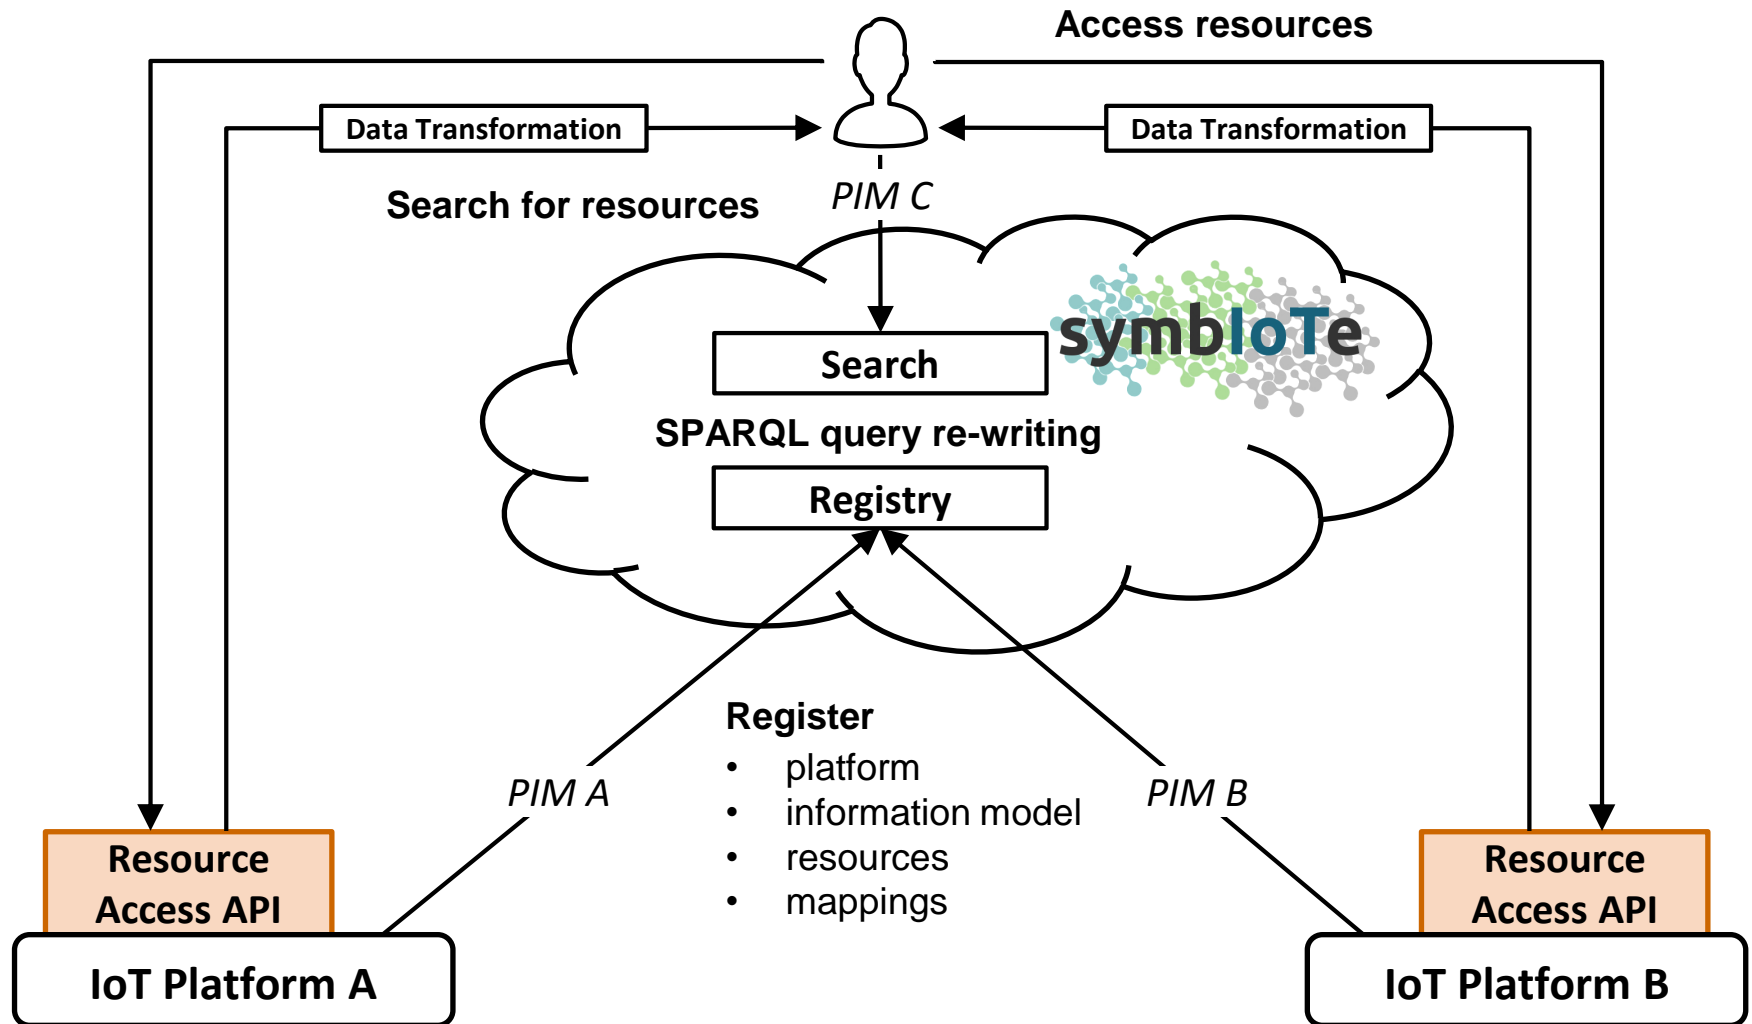 Access resources
Data Transformation
Data Transformation
Search for resources
PIM C
symbIoTe
Search
SPARQL query re-writing
Registry
Register
• platform
• information model
• resources
• mappings
PIM A
PIM B
Resource
Access API
IoT Platform A
Resource
Access API
IoT Platform B